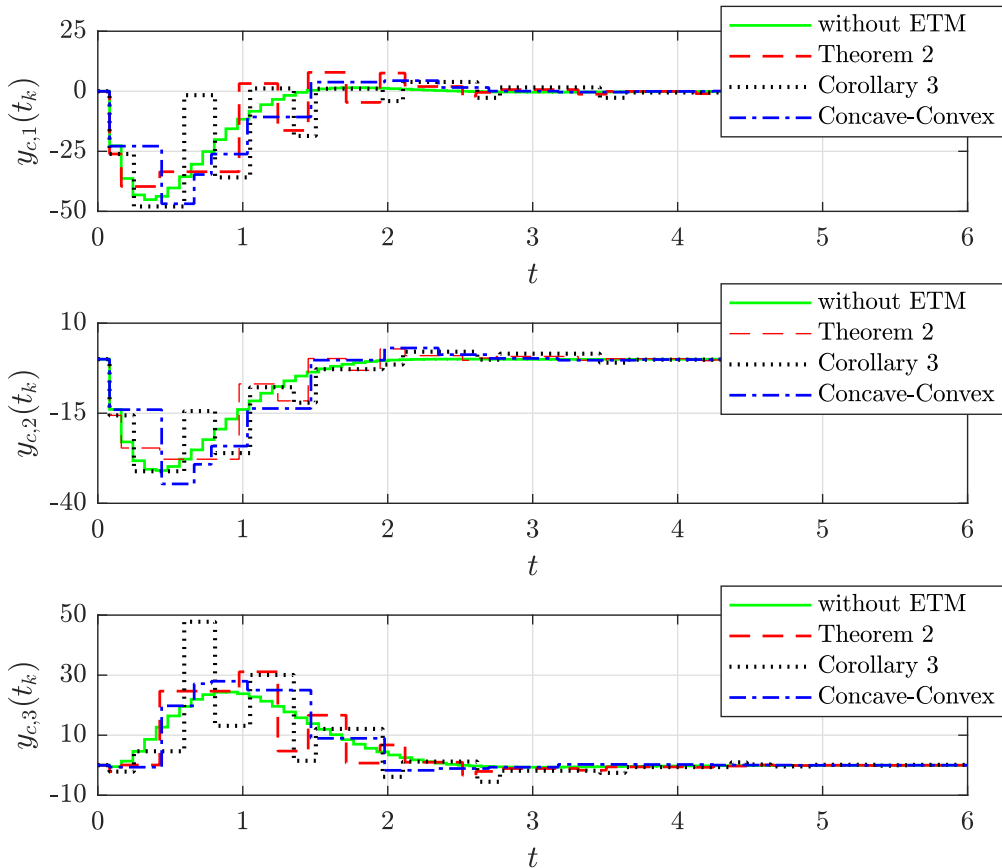 25
0
-25
-50
y_{c,1}(t_k)
0 1 2 3 4 5 6
t
without ETM
Theorem 2
Corollary 3
Concave-Convex
10
-15
-40
y_{c,2}(t_k)
0 1 2 3 4 5 6
t
without ETM
Theorem 2
Corollary 3
Concave-Convex
50
30
10
-10
y_{c,3}(t_k)
0 1 2 3 4 5 6
t
without ETM
Theorem 2
Corollary 3
Concave-Convex